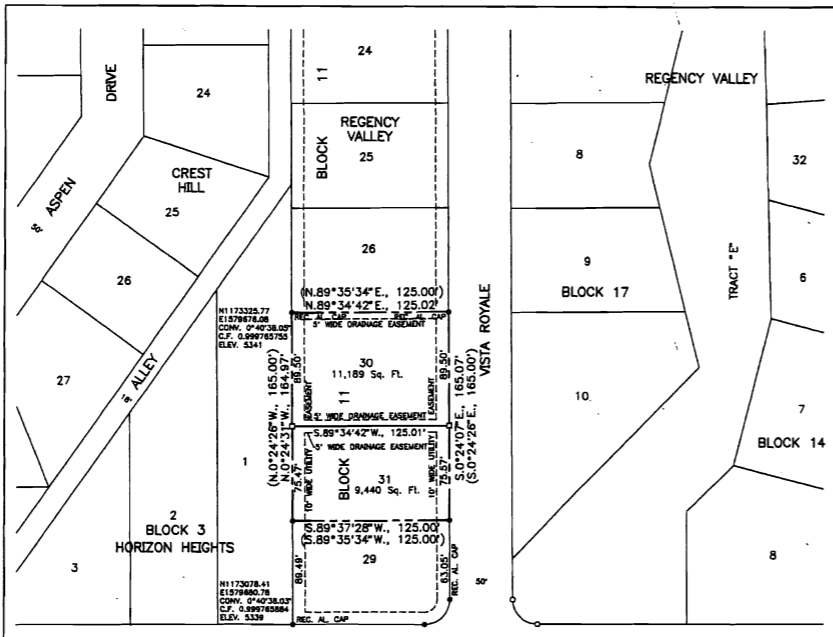 24
11
REGENCY VALLEY
DRIVE
24
REGENCY
VALLEY
BLOCK
25
8
32
CREST
HILL
25
50' ASPEN
26
26
9
BLOCK 17
TRACT "E"
6
(N.89°35'34"E., 125.00')
N.89°34'42"E., 125.02'
REC. AL. CAP
REC. AL. CAP
5' WIDE DRAINAGE EASEMENT
VISTA ROYALE
N1173325.77
E1579678.08
CONV. 0°40'38.05"
C.F. 0.999765755
ELEV. 5341
27
18' ALLEY
(N.0°24'26"W., 165.00')
N.0°24'31"W., 164.97'
89.50'
30
11,189 Sq. Ft.
11
89.50'
S.0°24'07"E., 165.07'
(S.0°24'26"E., 165.00')
EASEMENT
EASEMENT
10
7
BLOCK 14
5' WIDE DRAINAGE EASEMENT
S.89°34'42"W., 125.01'
5' WIDE DRAINAGE EASEMENT
75.47'
10' WIDE UTILITY
BLOCK
31
9,440 Sq. Ft.
10' WIDE UTILITY
75.57'
1
2
BLOCK 3
HORIZON HEIGHTS
3
S.89°37'28"W., 125.00'
(S.89°35'34"W., 125.00')
29
8
89.49'
63.05'
REC. AL. CAP
50'
N1173078.41
E1579680.78
CONV. 0°40'38.03"
C.F. 0.999765884
ELEV. 5339
REC. AL. CAP